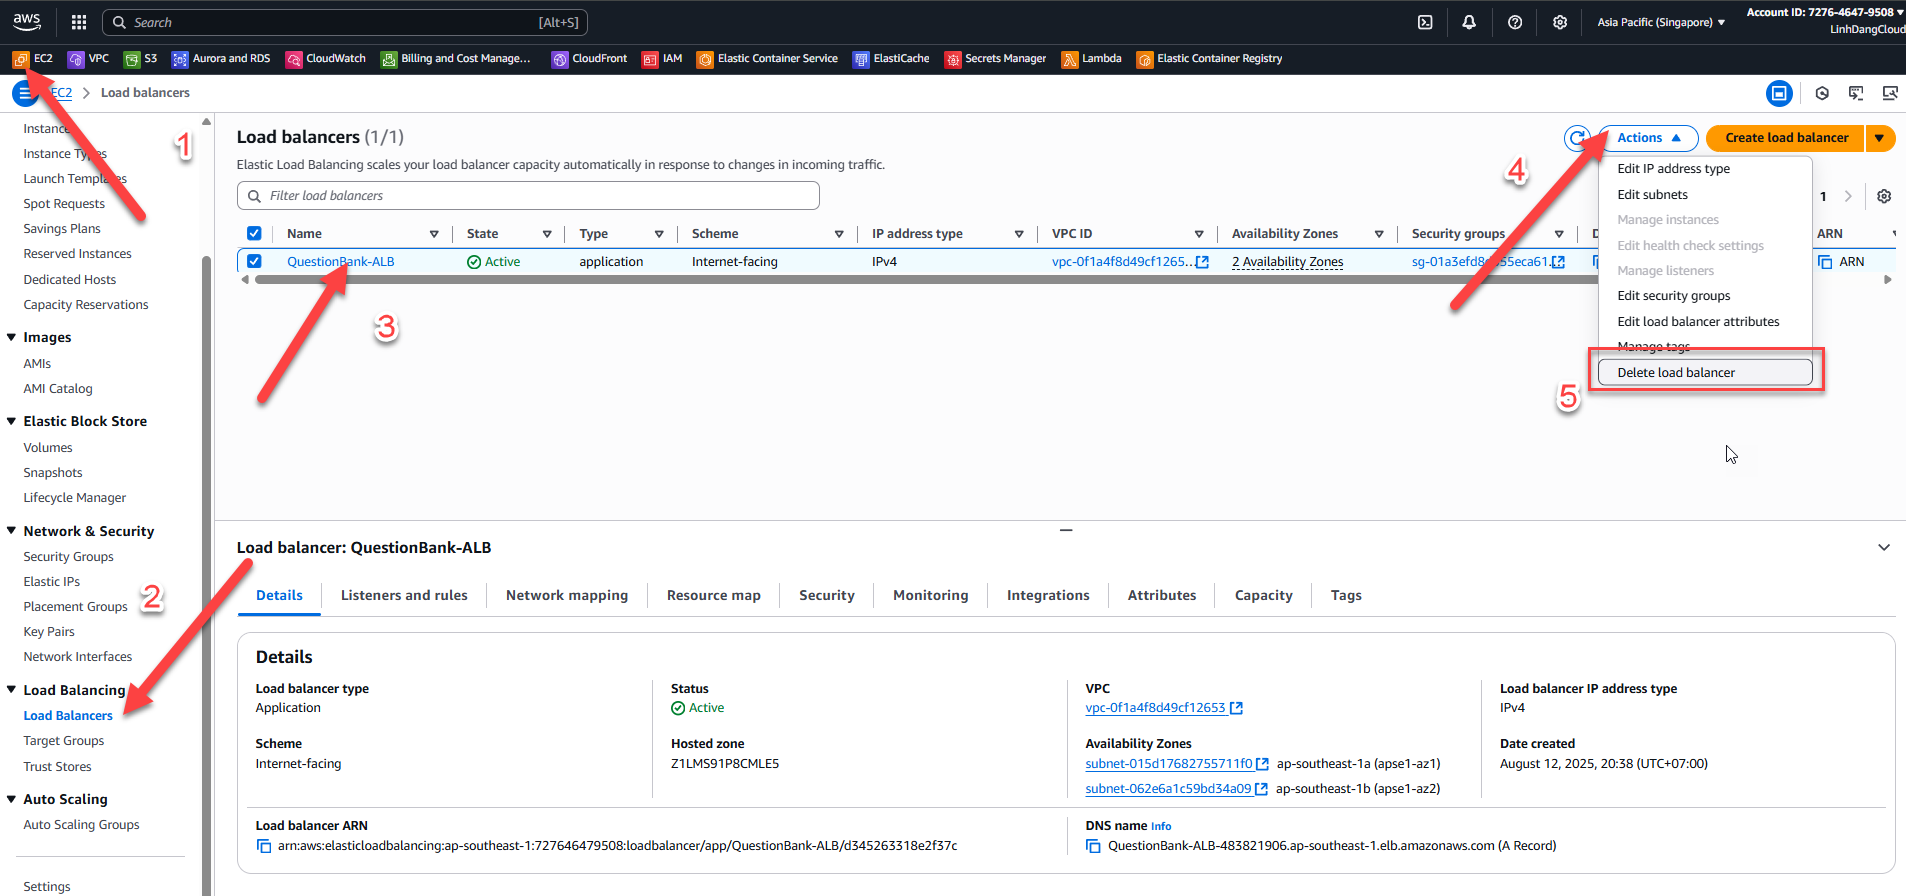 aws
Search
[Alt+S]
Asia Pacific (Singapore)
Account ID: 7276-4647-9508
LinhDangCloud
EC2
VPC
S3
Aurora and RDS
CloudWatch
Billing and Cost Manage...
CloudFront
IAM
Elastic Container Service
ElastiCache
Secrets Manager
Lambda
Elastic Container Registry
EC2
Load balancers
Instance Types
Launch Templates
Spot Requests
Savings Plans
Reserved Instances
Dedicated Hosts
Capacity Reservations
Images
AMIs
AMI Catalog
Elastic Block Store
Volumes
Snapshots
Lifecycle Manager
Network & Security
Security Groups
Elastic IPs
Placement Groups
Key Pairs
Network Interfaces
Load Balancing
Load Balancers
Target Groups
Trust Stores
Auto Scaling
Auto Scaling Groups
Settings
1
2
3
4
5
Load balancers (1/1)
Elastic Load Balancing scales your load balancer capacity automatically in response to changes in incoming traffic.
Filter load balancers
Actions
Create load balancer
Edit IP address type
Edit subnets
Manage instances
Edit health check settings
Manage listeners
Edit security groups
Edit load balancer attributes
Manage tags
Delete load balancer
1
Name
State
Type
Scheme
IP address type
VPC ID
Availability Zones
Security groups
ARN
QuestionBank-ALB
Active
application
Internet-facing
IPv4
vpc-0f1a4f8d49cf1265...
2 Availability Zones
ARN
Load balancer: QuestionBank-ALB
Details
Listeners and rules
Network mapping
Resource map
Security
Monitoring
Integrations
Attributes
Capacity
Tags
Details
Load balancer type
Application
Status
Active
VPC
vpc-0f1a4f8d49cf12653
Load balancer IP address type
IPv4
Scheme
Internet-facing
Hosted zone
Z1LMS91P8CMLE5
Availability Zones
subnet-015d17682755711f0 ap-southeast-1a (apse1-az1)
subnet-062e6a1c59bd34a09 ap-southeast-1b (apse1-az2)
Date created
August 12, 2025, 20:38 (UTC+07:00)
Load balancer ARN
arn:aws:elasticloadbalancing:ap-southeast-1:727646479508:loadbalancer/app/QuestionBank-ALB/d345263318e2f37c
DNS name Info
QuestionBank-ALB-483821906.ap-southeast-1.elb.amazonaws.com (A Record)